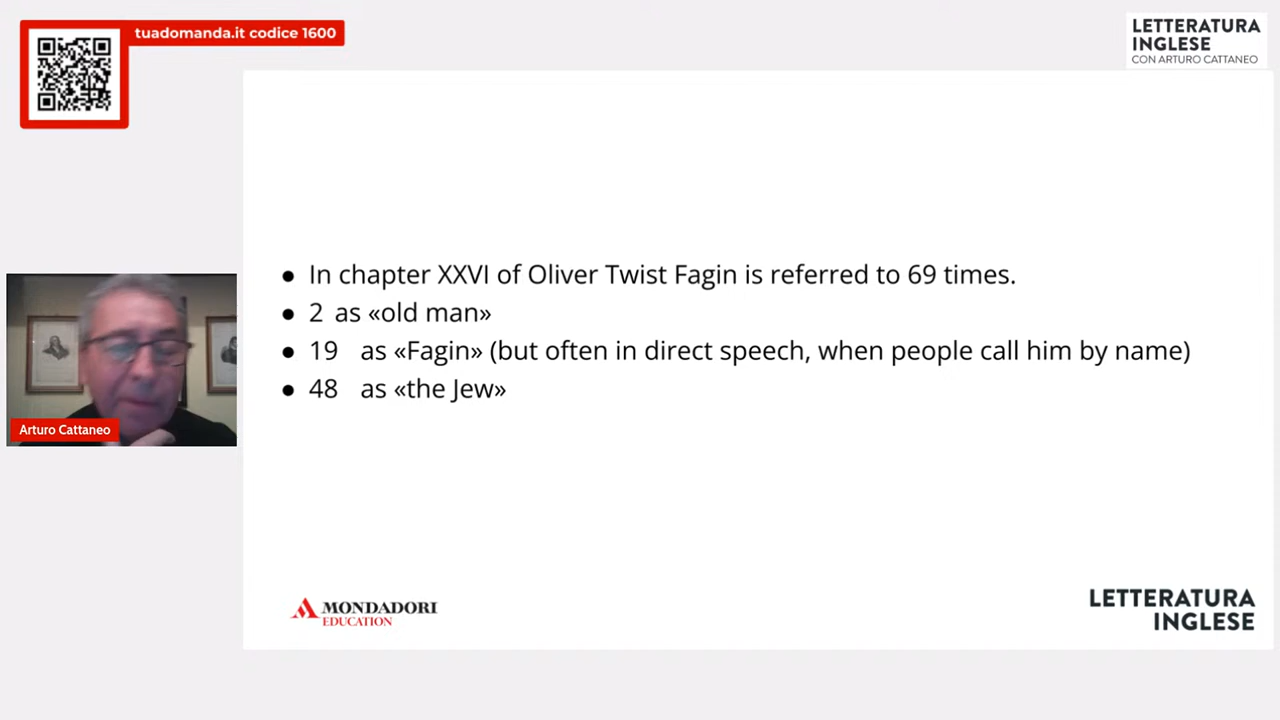 tuadomanda.it codice 1600
LETTERATURA
INGLESE
CON ARTURO CATTANEO
● In chapter XXVI of Oliver Twist Fagin is referred to 69 times.
● 2 as «old man»
● 19 as «Fagin» (but often in direct speech, when people call him by name)
● 48 as «the Jew»
Arturo Cattaneo
MONDADORI
EDUCATION
LETTERATURA
INGLESE